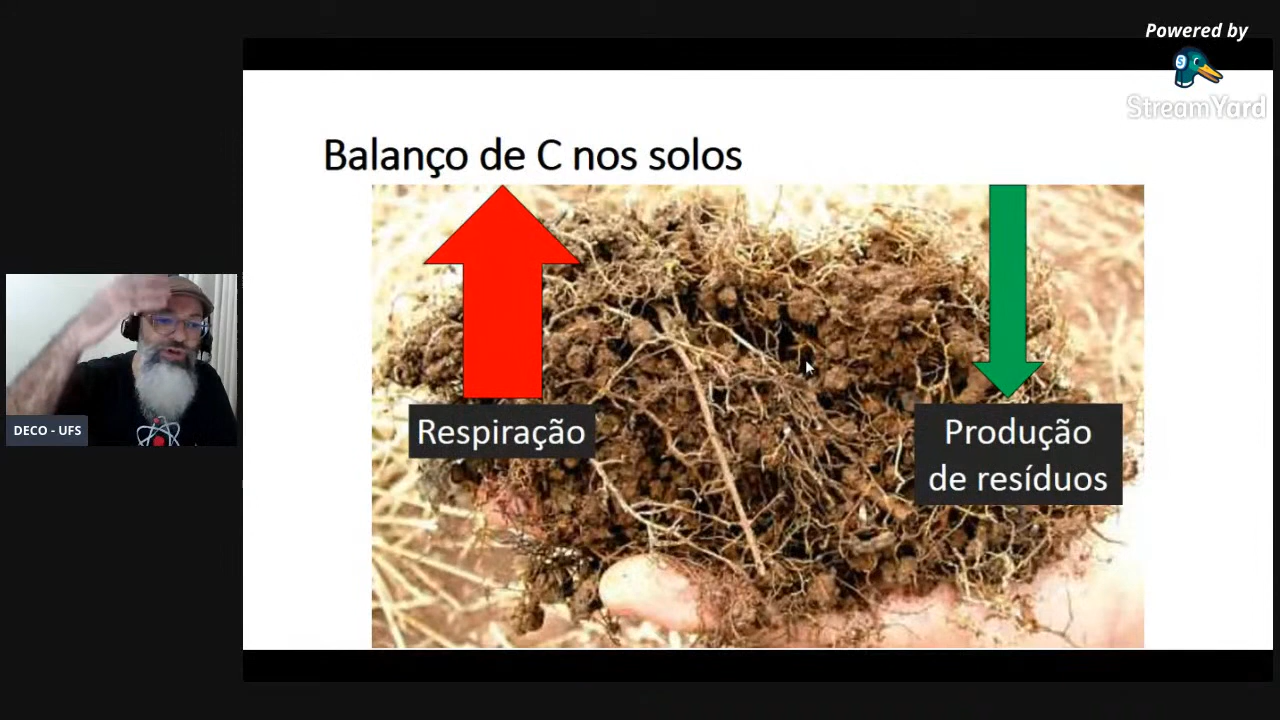 Powered by
StreamYard
Balanço de C nos solos
Respiração
Produção
de resíduos
DECO - UFS